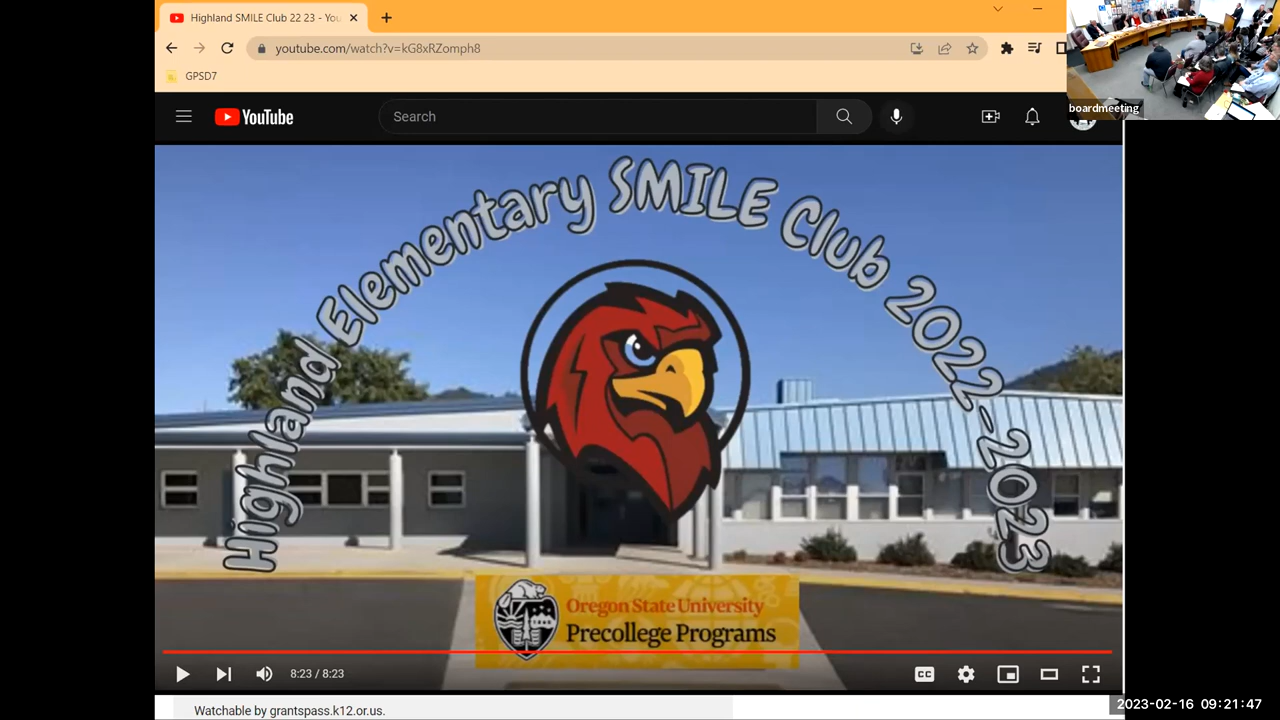 Highland SMILE Club 22 23 - You
youtube.com/watch?v=kG8xRZomph8
GPSD7
boardmeeting
YouTube
Search
Highland Elementary SMILE Club 2022-2023
Oregon State University
Precollege Programs
8:23 / 8:23
CC
Watchable by grantspass.k12.or.us.
2023-02-16 09:21:47